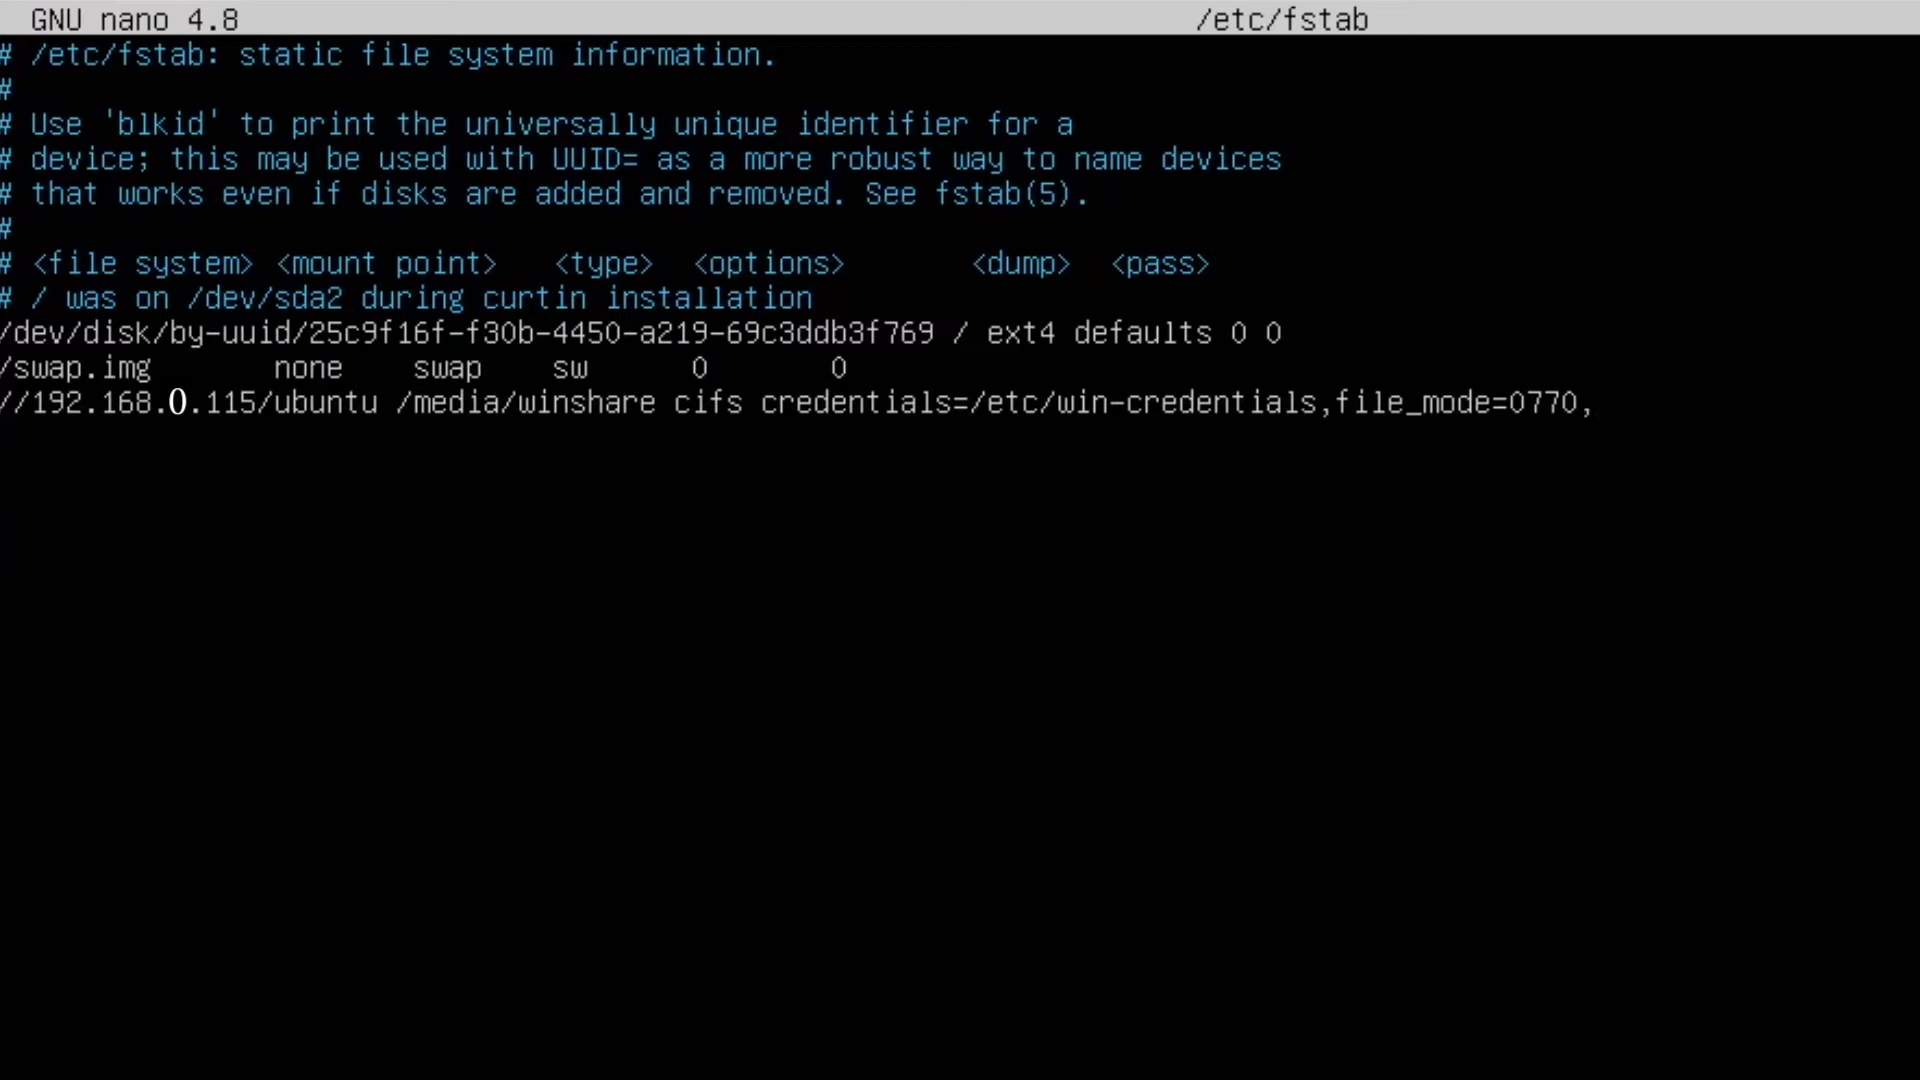 GNU nano 4.8 /etc/fstab
# /etc/fstab: static file system information.
#
# Use 'blkid' to print the universally unique identifier for a
# device; this may be used with UUID= as a more robust way to name devices
# that works even if disks are added and removed. See fstab(5).
#
# <file system> <mount point>   <type>  <options>       <dump>  <pass>
# / was on /dev/sda2 during curtin installation
/dev/disk/by-uuid/25c9f16f-f30b-4450-a219-69c3ddb3f769 / ext4 defaults 0 0
/swap.img       none    swap    sw      0       0
//192.168.0.115/ubuntu /media/winshare cifs credentials=/etc/win-credentials,file_mode=0770,